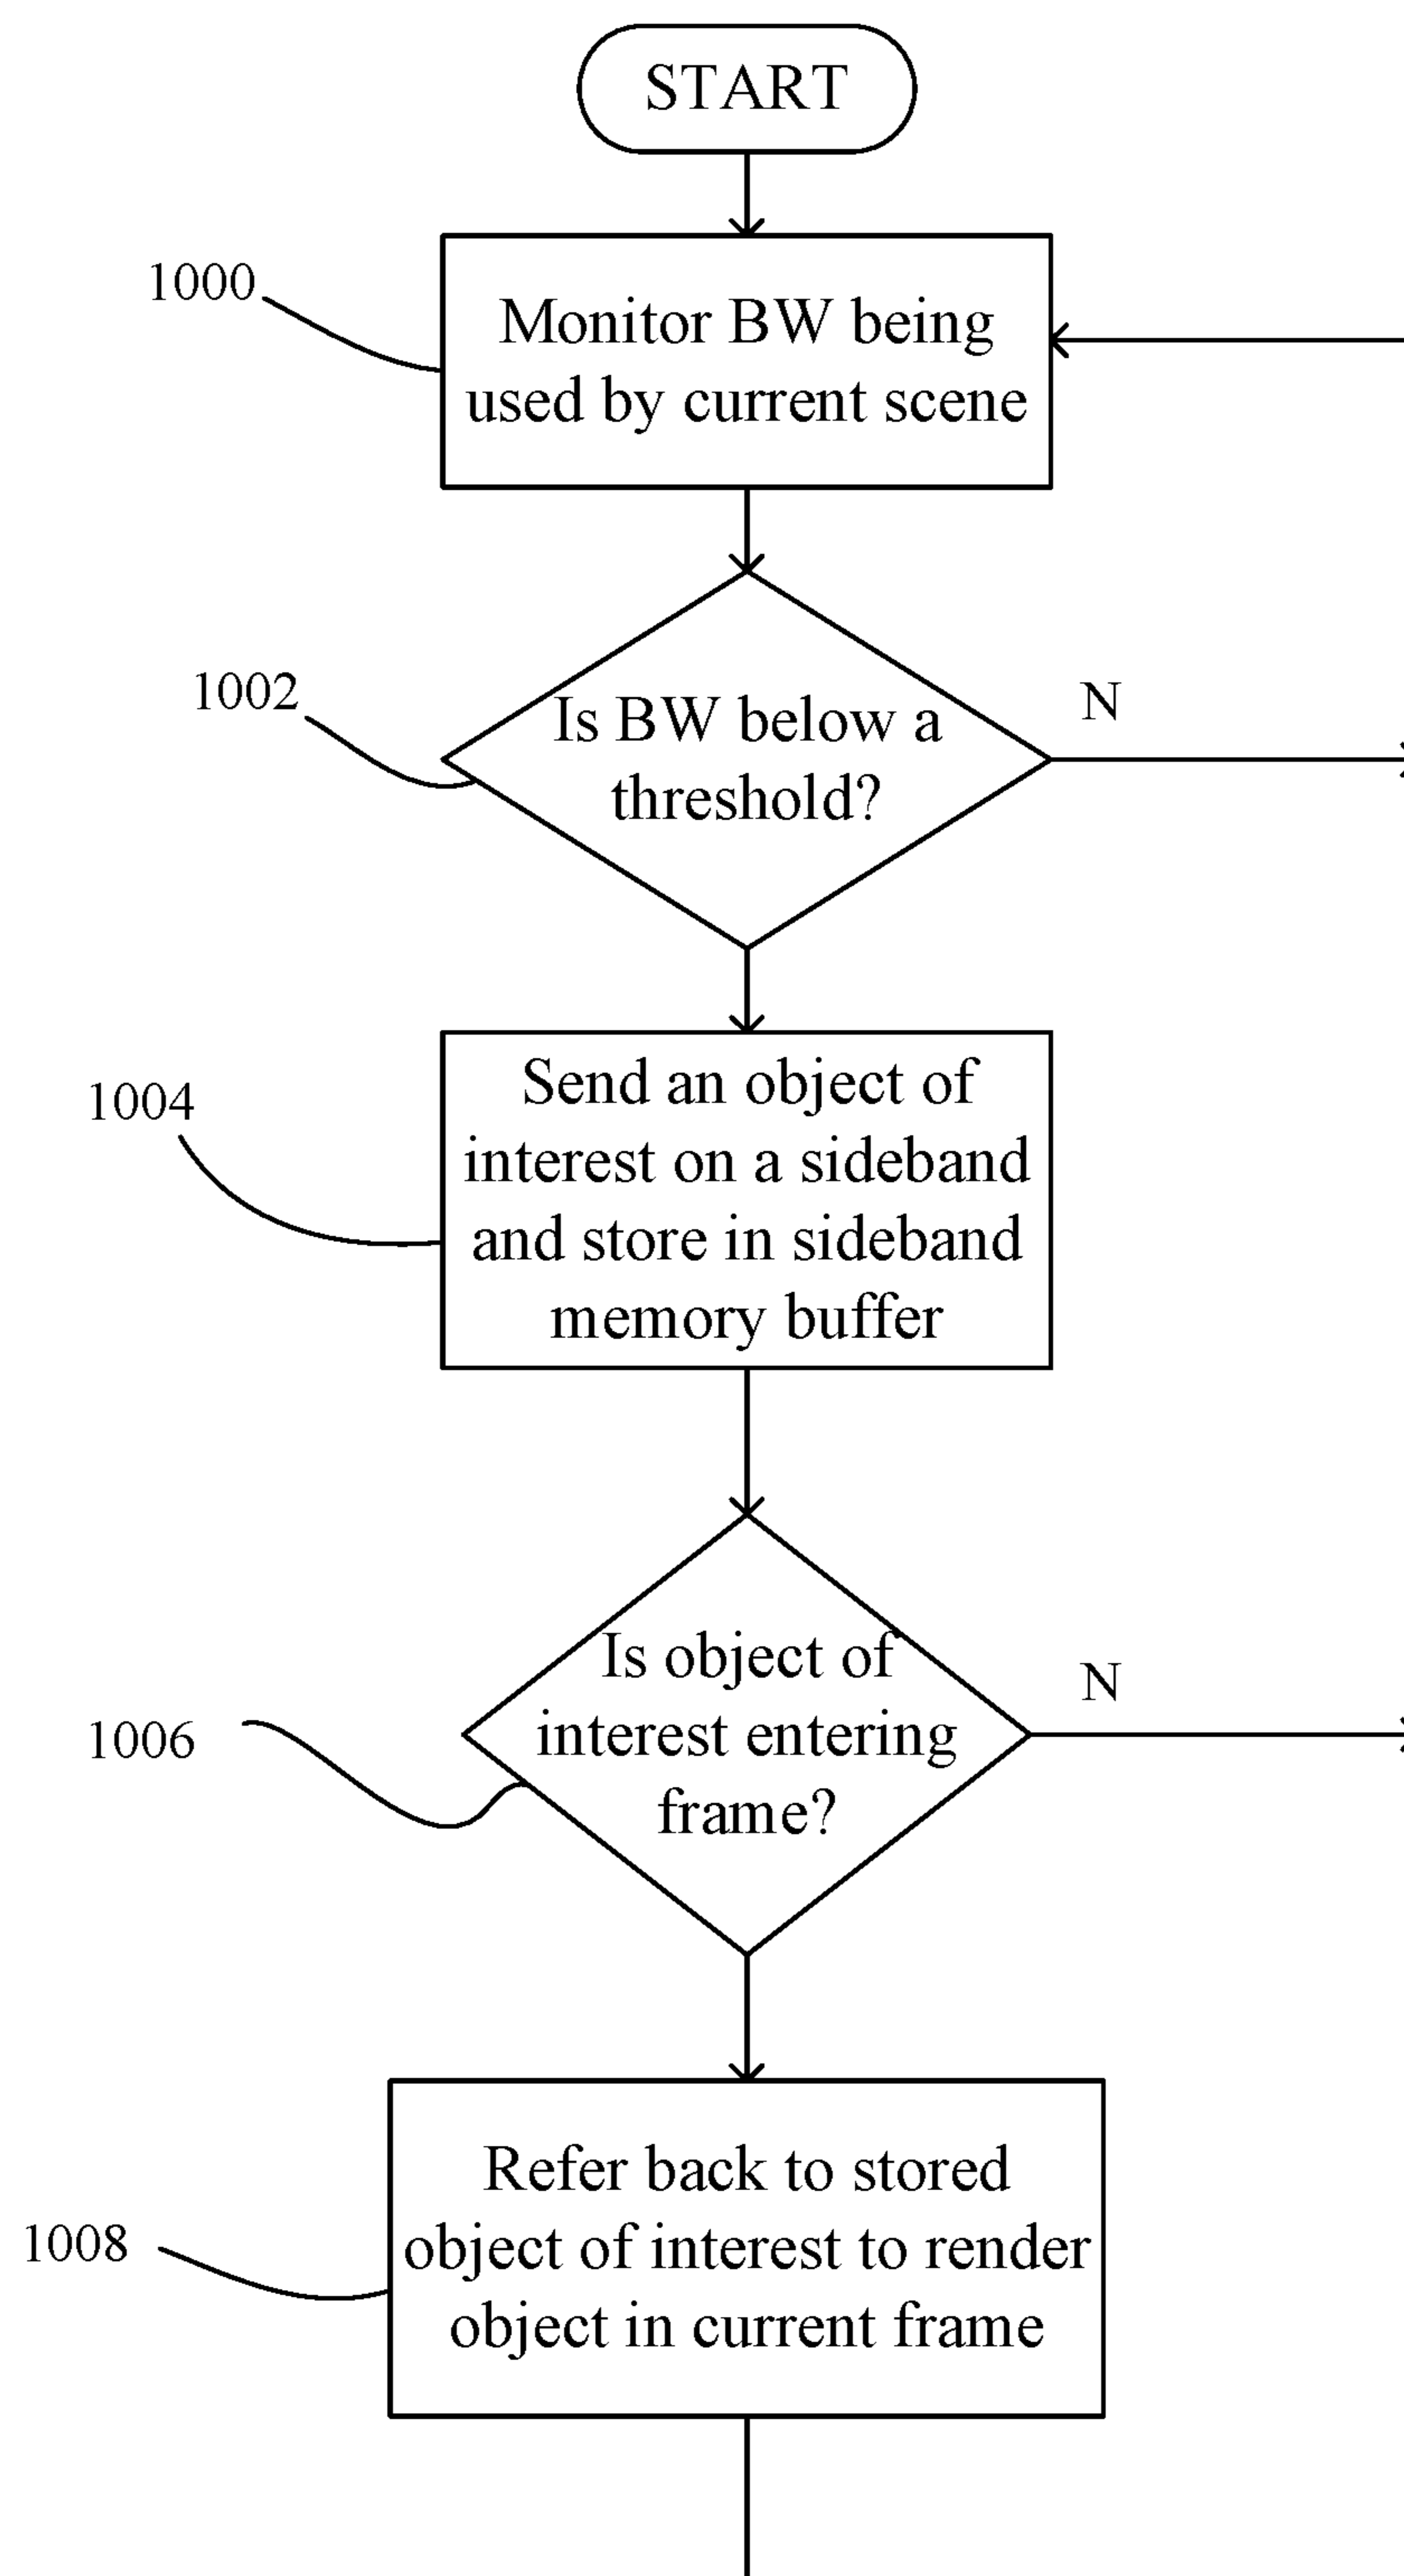 START
1000
Monitor BW being
used by current scene
1002
Is BW below a
threshold?
N
1004
Send an object of
interest on a sideband
and store in sideband
memory buffer
1006
Is object of
interest entering
frame?
N
1008
Refer back to stored
object of interest to render
object in current frame